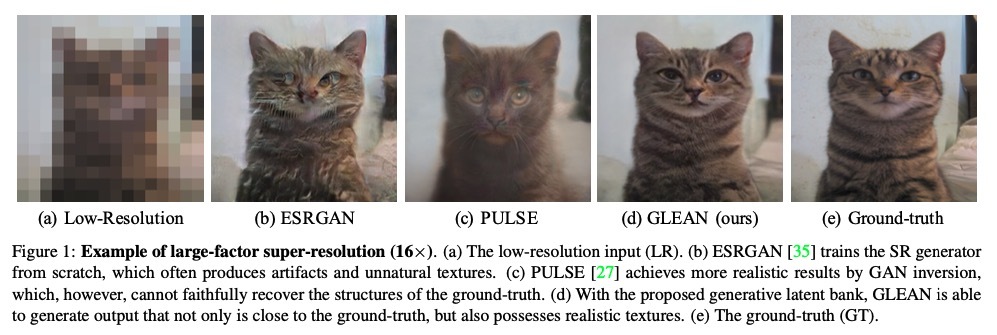 (a) Low-Resolution (b) ESRGAN (c) PULSE (d) GLEAN (ours) (e) Ground-truth
Figure 1: Example of large-factor super-resolution (16×). (a) The low-resolution input (LR). (b) ESRGAN [35] trains the SR generator
from scratch, which often produces artifacts and unnatural textures. (c) PULSE [27] achieves more realistic results by GAN inversion,
which, however, cannot faithfully recover the structures of the ground-truth. (d) With the proposed generative latent bank, GLEAN is able
to generate output that not only is close to the ground-truth, but also possesses realistic textures. (e) The ground-truth (GT).